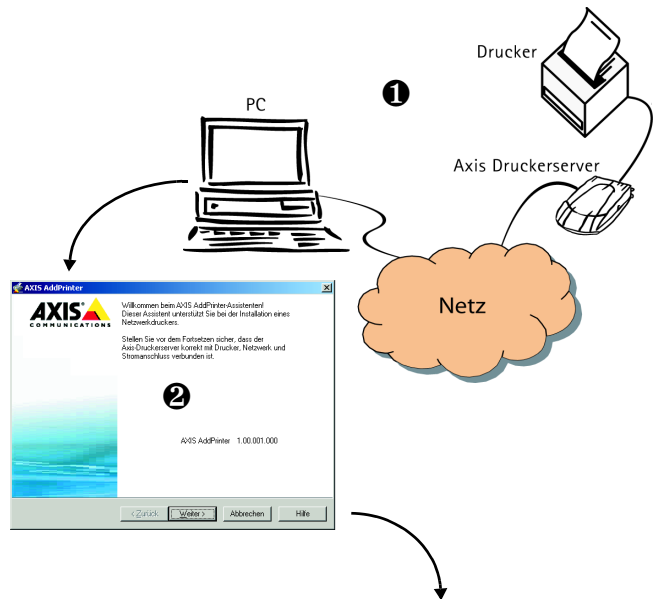 Drucker
❶
PC
Axis Druckerserver
Netz
AXIS AddPrinter
AXIS
COMMUNICATIONS
Willkommen beim AXIS AddPrinter-Assistenten!
Dieser Assistent unterstützt Sie bei der Installation eines
Netzwerkdruckers.
Stellen Sie vor dem Fortsetzen sicher, dass der
Axis-Druckerserver korrekt mit Drucker, Netzwerk und
Stromanschluss verbunden ist.
❷
AXIS AddPrinter 1.00.001.000
< Zurück Weiter > Abbrechen Hilfe